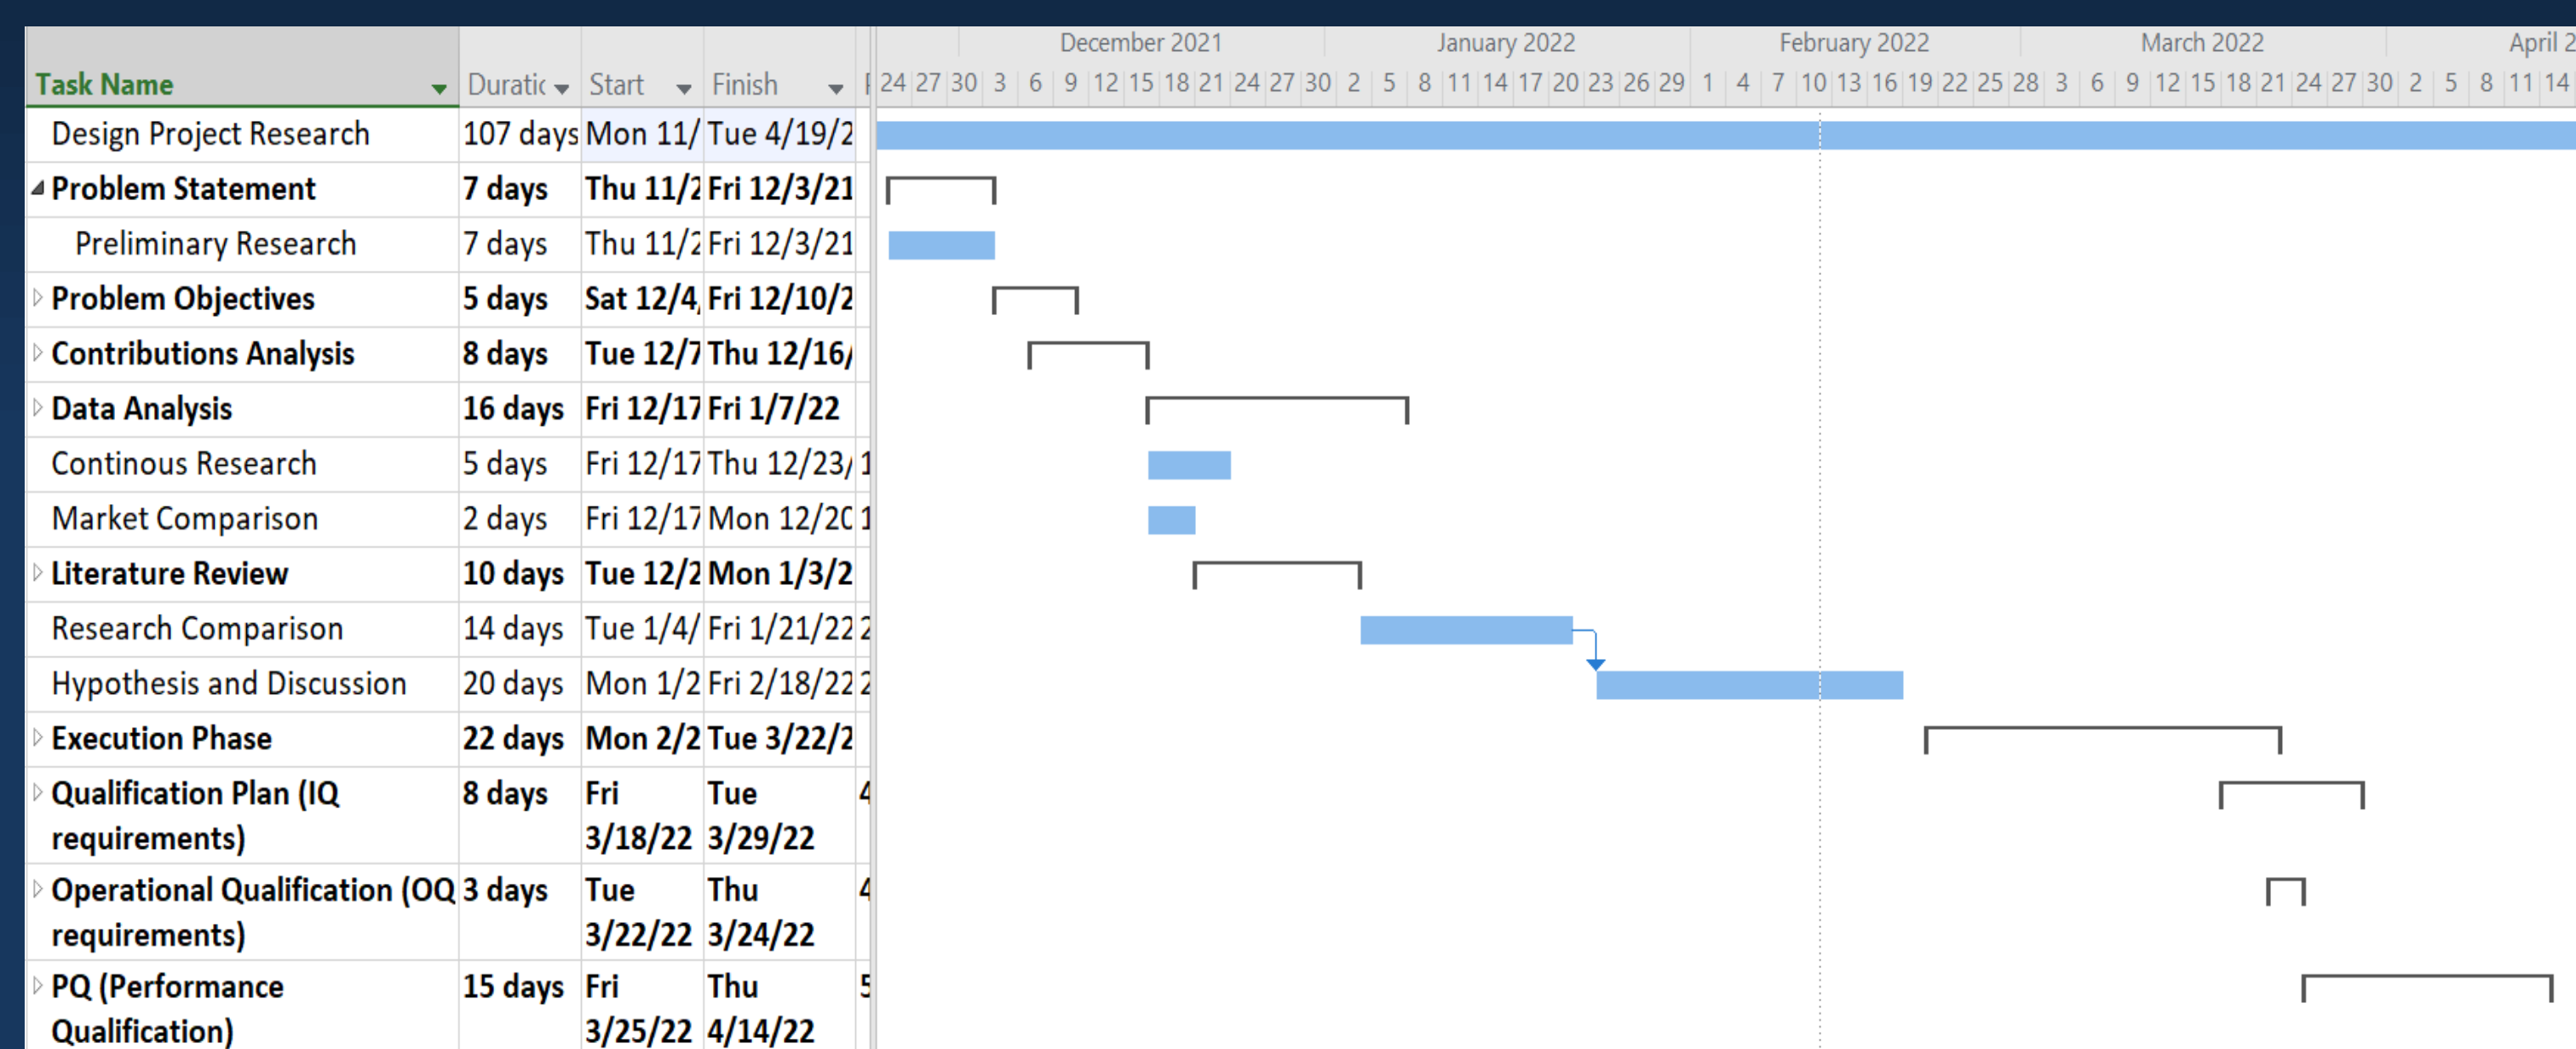 December 2021 January 2022 February 2022 March 2022 April 2
Task Name Duratic Start Finish 24 27 30 3 6 9 12 15 18 21 24 27 30 2 5 8 11 14 17 20 23 26 29 1 4 7 10 13 16 19 22 25 28 3 6 9 12 15 18 21 24 27 30 2 5 8 11 14
Design Project Research 107 days Mon 11/ Tue 4/19/2
Problem Statement 7 days Thu 11/2 Fri 12/3/21
Preliminary Research 7 days Thu 11/2 Fri 12/3/21
Problem Objectives 5 days Sat 12/4, Fri 12/10/2
Contributions Analysis 8 days Tue 12/7 Thu 12/16/
Data Analysis 16 days Fri 12/17 Fri 1/7/22
Continous Research 5 days Fri 12/17 Thu 12/23/ 1
Market Comparison 2 days Fri 12/17 Mon 12/20 1
Literature Review 10 days Tue 12/2 Mon 1/3/2
Research Comparison 14 days Tue 1/4/ Fri 1/21/22 2
Hypothesis and Discussion 20 days Mon 1/2 Fri 2/18/22 2
Execution Phase 22 days Mon 2/2 Tue 3/22/2
Qualification Plan (IQ 8 days Fri Tue 4
requirements) 3/18/22 3/29/22
Operational Qualification (OQ 3 days Tue Thu 4
requirements) 3/22/22 3/24/22
PQ (Performance 15 days Fri Thu 5
Qualification) 3/25/22 4/14/22